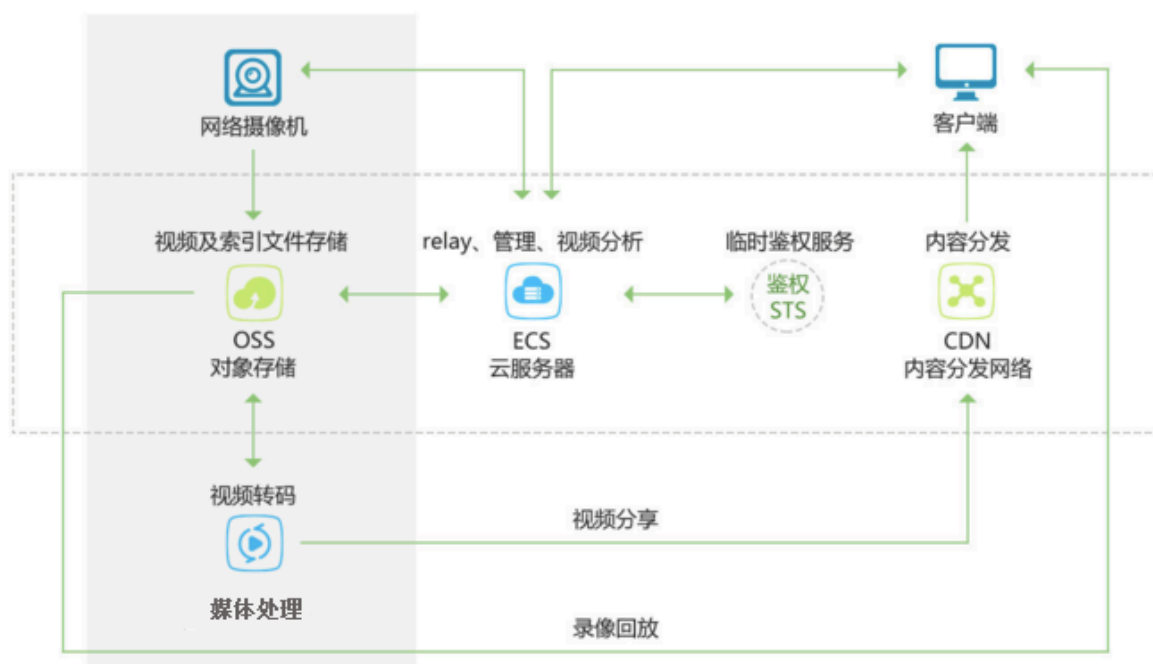 网络摄像机
客户端
视频及索引文件存储
relay、管理、视频分析
临时鉴权服务
内容分发
鉴权
STS
OSS
对象存储
ECS
云服务器
CDN
内容分发网络
视频转码
视频分享
媒体处理
录像回放